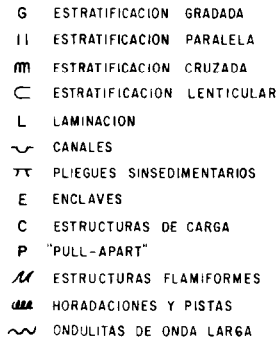 G ESTRATIFICACION GRADADA
ESTRATIFICACION PARALELA
ESTRATIFICACION CRUZADA
ESTRATIFICACION LENTICULAR
L LAMINACION
CANALES
PLIEGUES SINSEDIMENTARIOS
E ENCLAVES
C ESTRUCTURAS DE CARGA
P "PULL-APART"
ESTRUCTURAS FLAMIFORMES
HORADACIONES Y PISTAS
ONDULITAS DE ONDA LARGA